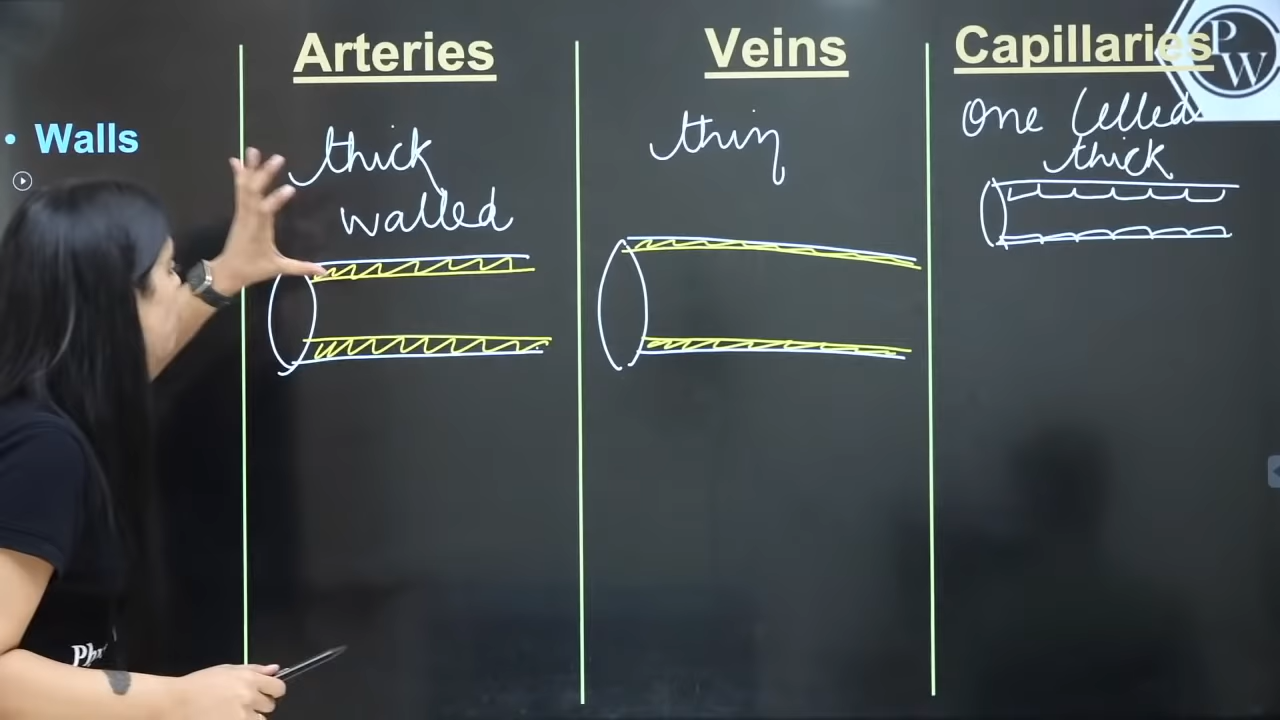 Arteries
Veins
Capillaries
PW
• Walls
thick
walled
thin
One Celled
thick